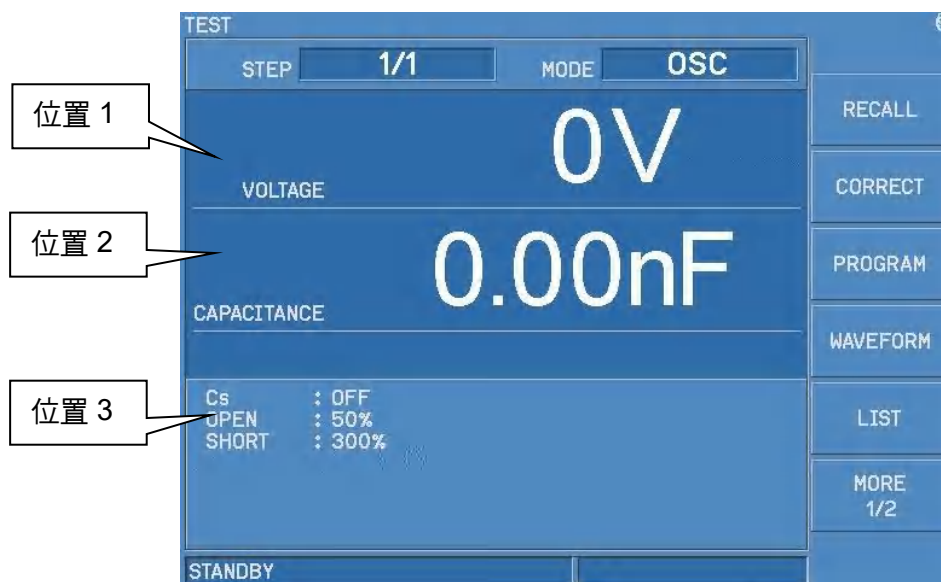 TEST
STEP 1/1 MODE OSC
位置 1
0V
VOLTAGE
位置 2
0.00nF
CAPACITANCE
位置 3
Cs : OFF
OPEN : 50%
SHORT : 300%
STANDBY
RECALL
CORRECT
PROGRAM
WAVEFORM
LIST
MORE
1/2